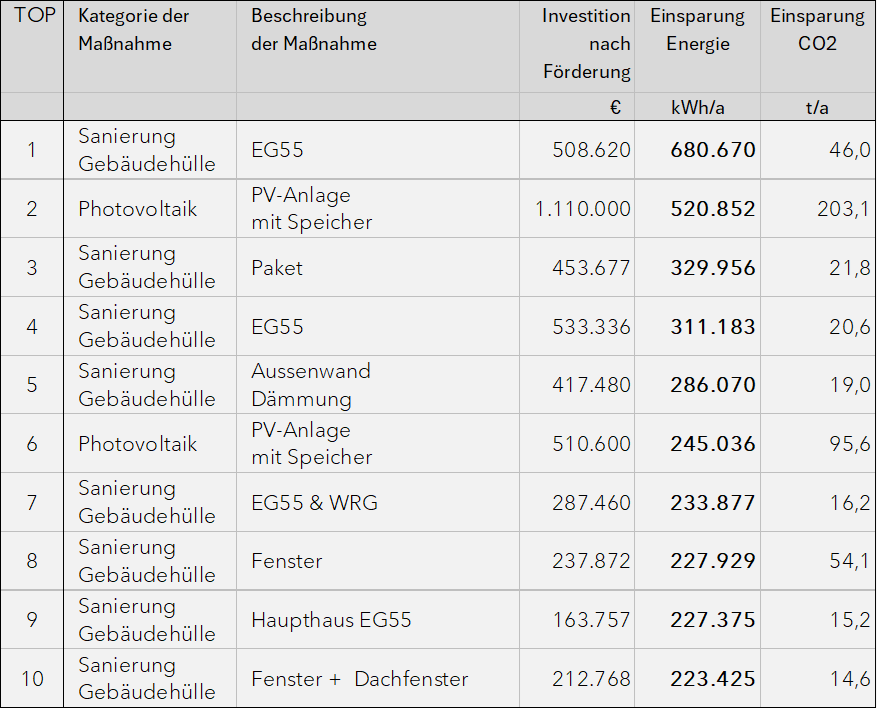 TOP Kategorie der Beschreibung Investition Einsparung Einsparung
Maßnahme der Maßnahme nach Energie CO2
Förderung
€ kWh/a t/a
Sanierung
1 Gebäudehülle EG55 508.620 680.670 46,0
PV-Anlage
2 Photovoltaik mit Speicher 1.110.000 520.852 203,1
Sanierung
3 Gebäudehülle Paket 453.677 329.956 21,8
Sanierung
4 Gebäudehülle EG55 533.336 311.183 20,6
Sanierung Aussenwand
5 Gebäudehülle Dämmung 417.480 286.070 19,0
PV-Anlage
6 Photovoltaik mit Speicher 510.600 245.036 95,6
Sanierung
7 Gebäudehülle EG55 & WRG 287.460 233.877 16,2
Sanierung
8 Gebäudehülle Fenster 237.872 227.929 54,1
Sanierung
9 Gebäudehülle Haupthaus EG55 163.757 227.375 15,2
Sanierung
10 Gebäudehülle Fenster + Dachfenster 212.768 223.425 14,6